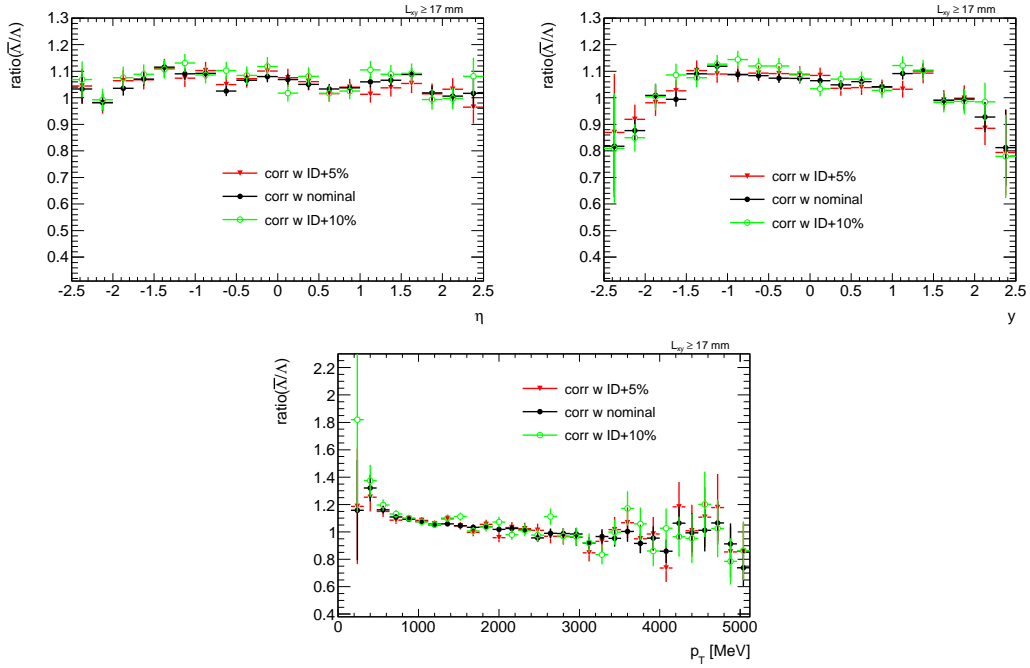 L_xy ≥ 17 mm
ratio(Λ̅/Λ)
1.3
1.2
1.1
1
0.9
0.8
0.7
0.6
0.5
0.4
corr w ID+5%
corr w nominal
corr w ID+10%
-2.5 -2 -1.5 -1 -0.5 0 0.5 1 1.5 2 2.5
η
L_xy ≥ 17 mm
ratio(Λ̅/Λ)
1.3
1.2
1.1
1
0.9
0.8
0.7
0.6
0.5
0.4
corr w ID+5%
corr w nominal
corr w ID+10%
-2.5 -2 -1.5 -1 -0.5 0 0.5 1 1.5 2 2.5
y
L_xy ≥ 17 mm
ratio(Λ̅/Λ)
2.2
2
1.8
1.6
1.4
1.2
1
0.8
0.6
0.4
corr w ID+5%
corr w nominal
corr w ID+10%
0 1000 2000 3000 4000 5000
p_T [MeV]